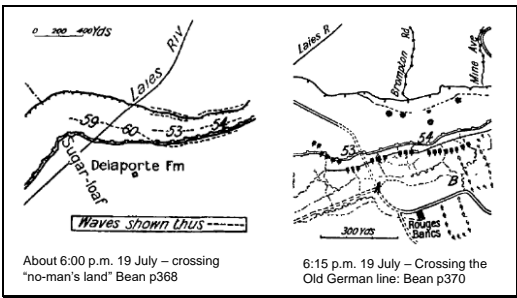 0 200 400Yds
Laies RIV
59
60
53
54
Sugar-loaf
Delaporte Fm
Waves shown thus
About 6:00 p.m. 19 July – crossing
“no-man’s land” Bean p368
Laies R
Brompton Rd
Mine Ave
53
54
B
Rouges
Bancs
300 Yds
6:15 p.m. 19 July – Crossing the
Old German line: Bean p370